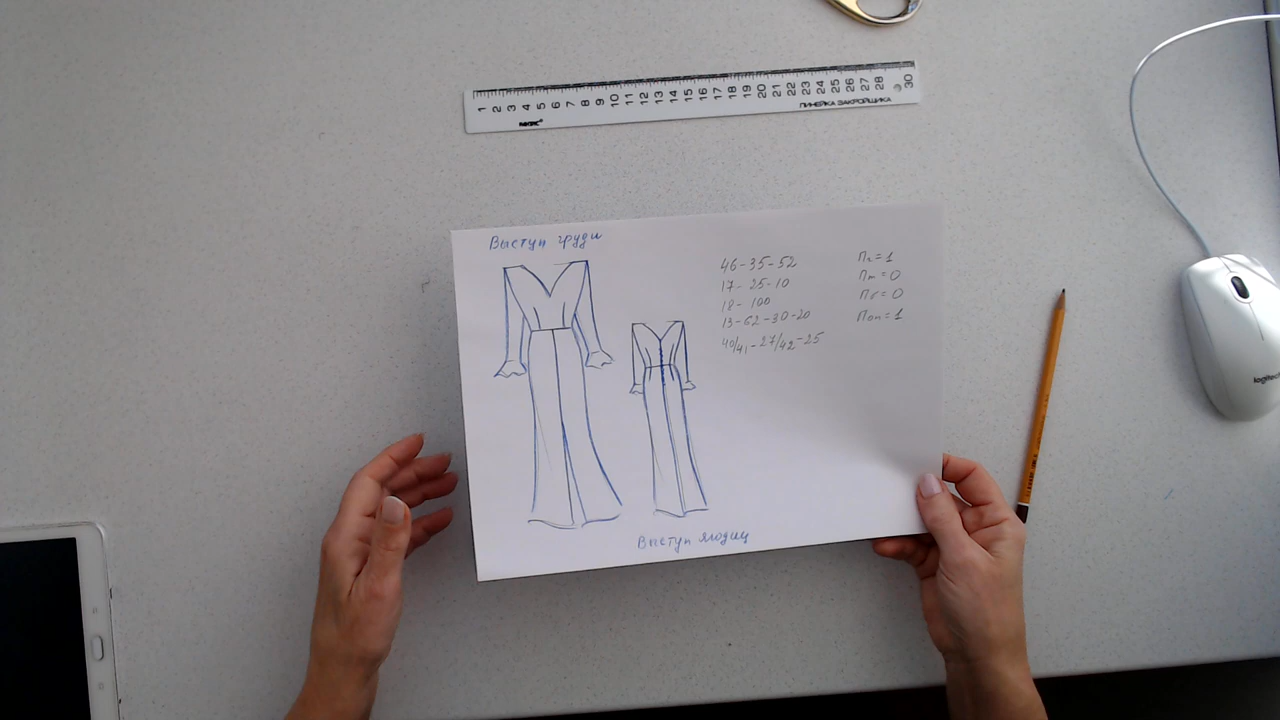 1 2 3 4 5 6 7 8 9 10 11 12 13 14 15 16 17 18 19 20 21 22 23 24 25 26 27 28 30
ЛИНЕЙКА ЗАКРОЙЩИКА
Выступ груди
46-35-52
17-25-10
18-100
13-62-30-20
40/41-27/42-25
Пг=1
Пт=0
Пб=0
Поп=1
Выступ ягодиц
logitech